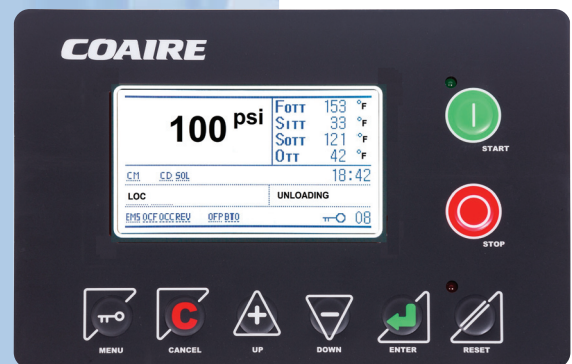 COAIRE
100 psi
FOTT 153 °F
SITT 33 °F
SOTT 121 °F
OTT 42 °F
CM CD SOL 18:42
LOC UNLOADING
EMS OCF OCC REV OFP BTO 08
START
STOP
C
MENU CANCEL UP DOWN ENTER RESET